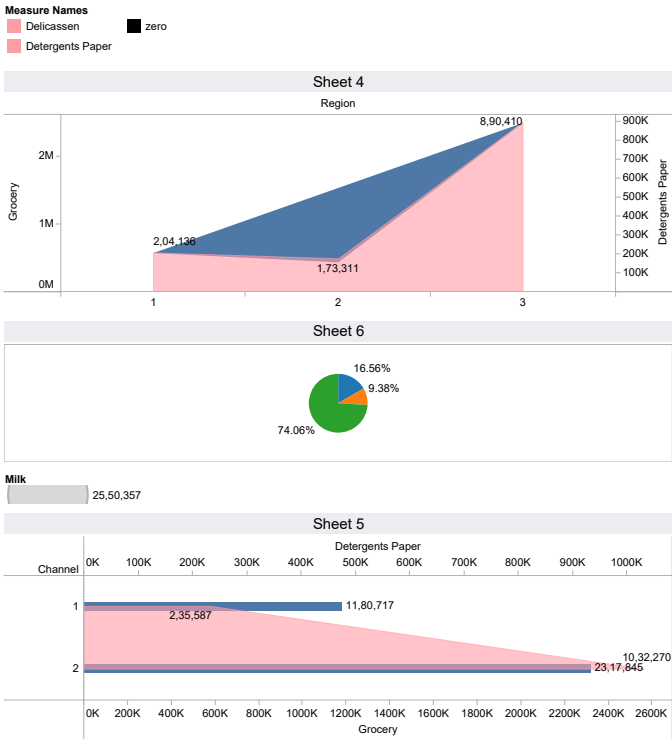 Measure Names
Delicassen
zero
Detergents Paper
Sheet 4
Region
8,90,410
900K
800K
2M
700K
600K
Grocery
Detergents Paper
500K
1M
400K
300K
2,04,136
200K
1,73,311
100K
0M
1 2 3
Sheet 6
16.56%
9.38%
74.06%
Milk
25,50,357
Sheet 5
Detergents Paper
Channel
0K 100K 200K 300K 400K 500K 600K 700K 800K 900K 1000K
1
11,80,717
2,35,587
10,32,270
2
23,17,845
0K 200K 400K 600K 800K 1000K 1200K 1400K 1600K 1800K 2000K 2200K 2400K 2600K
Grocery